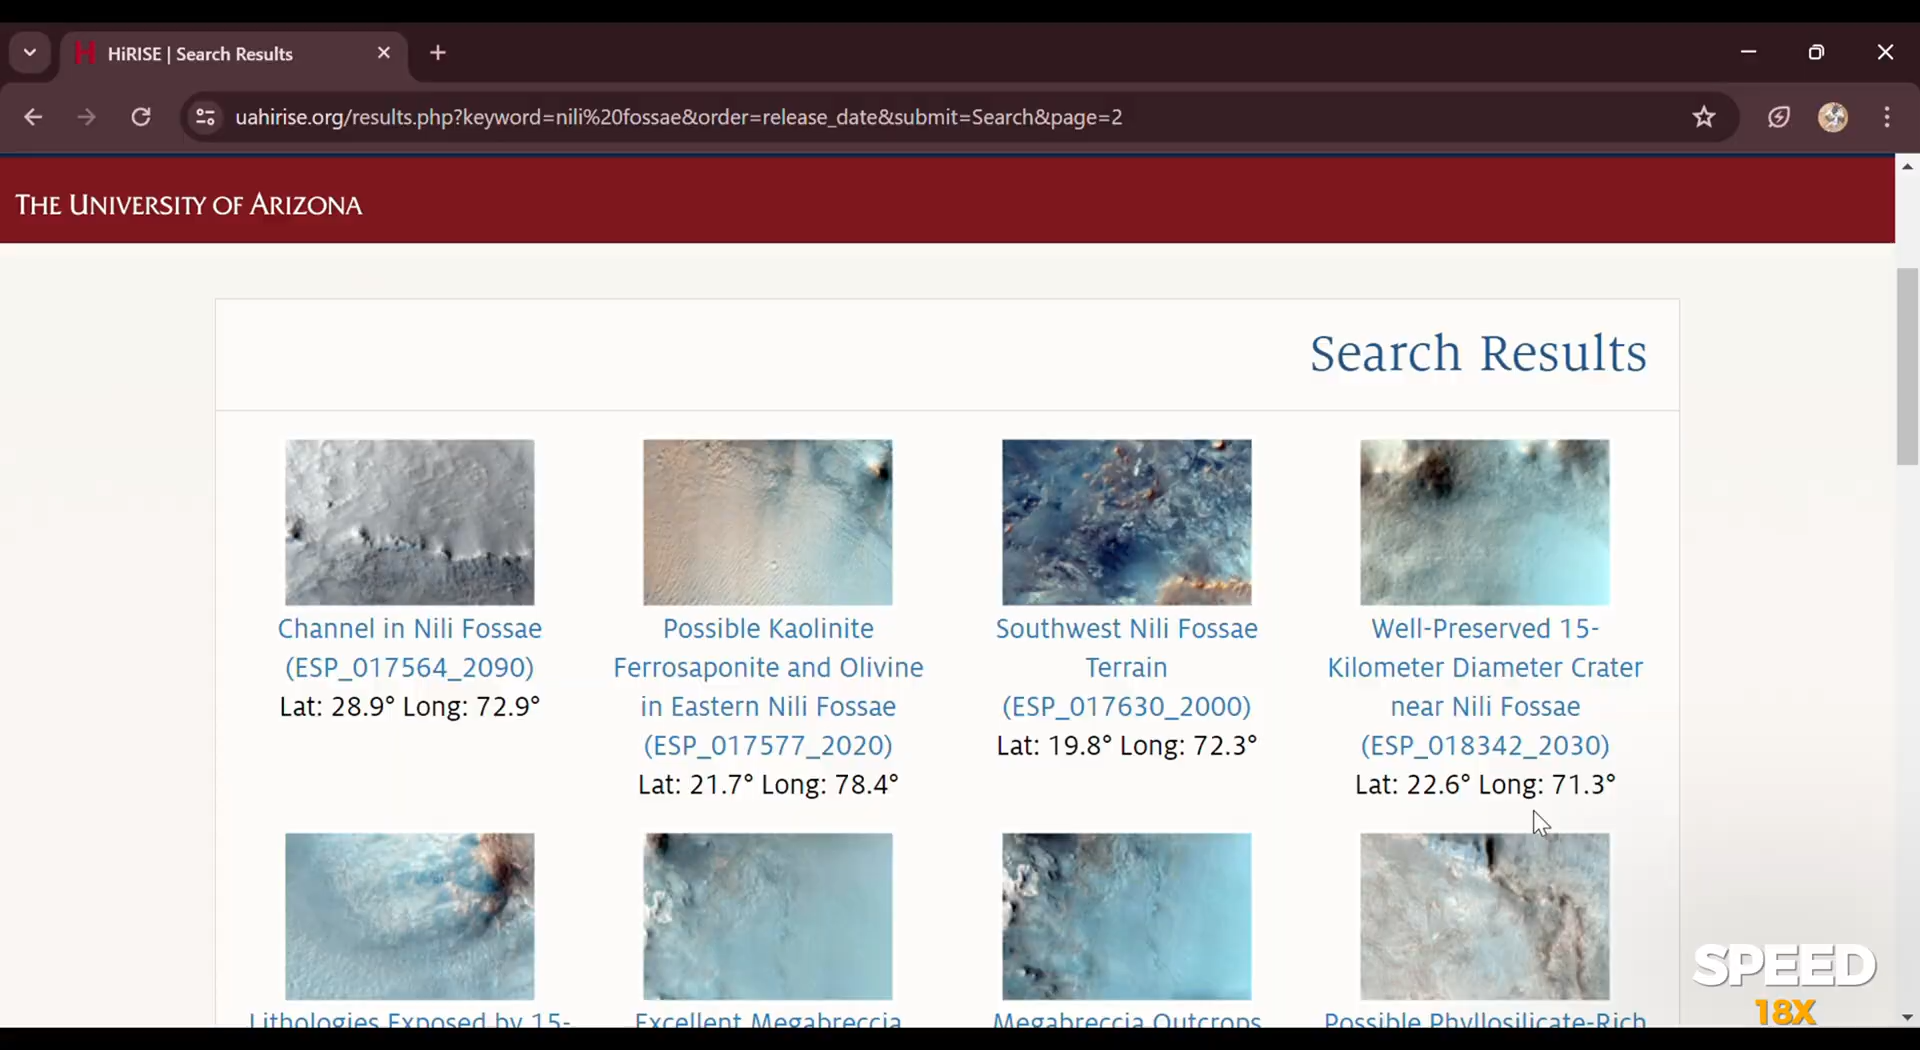 HiRISE | Search Results
uahirise.org/results.php?keyword=nili%20fossae&order=release_date&submit=Search&page=2
THE UNIVERSITY OF ARIZONA
Search Results
Channel in Nili Fossae
(ESP_017564_2090)
Lat: 28.9° Long: 72.9°
Possible Kaolinite
Ferrosaponite and Olivine
in Eastern Nili Fossae
(ESP_017577_2020)
Lat: 21.7° Long: 78.4°
Southwest Nili Fossae
Terrain
(ESP_017630_2000)
Lat: 19.8° Long: 72.3°
Well-Preserved 15-
Kilometer Diameter Crater
near Nili Fossae
(ESP_018342_2030)
Lat: 22.6° Long: 71.3°
Lithologies Exposed by 15-
Excellent Megabreccia
Megabreccia Outcrops
Possible Phyllosilicate-Rich
SPEED
18X